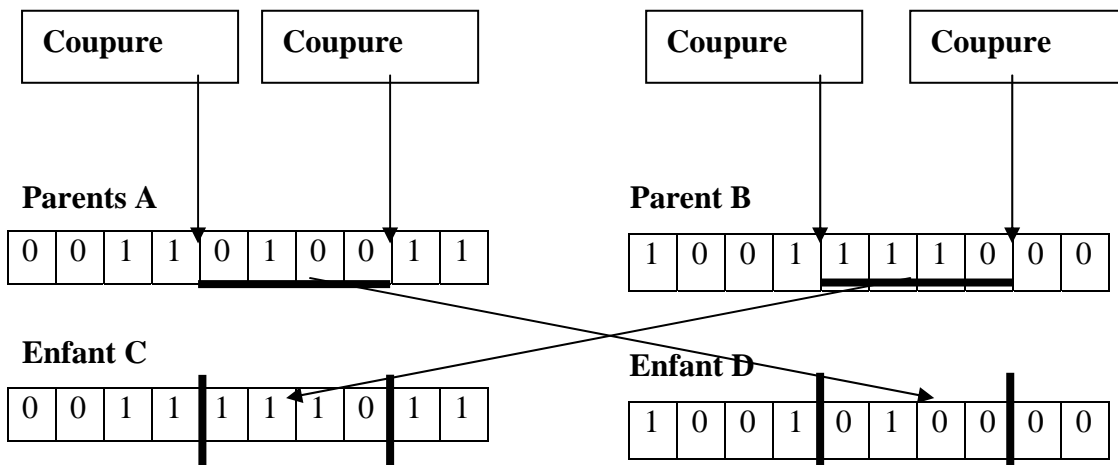 Coupure Coupure Coupure Coupure
Parents A Parent B
0 0 1 1 0 1 0 0 1 1 1 0 0 1 1 1 1 0 0 0
Enfant C Enfant D
0 0 1 1 1 1 1 0 1 1 1 0 0 1 0 1 0 0 0 0